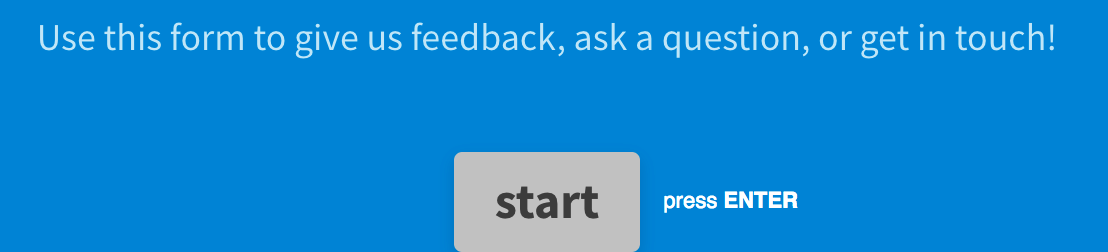 Use this form to give us feedback, ask a question, or get in touch!
start
press ENTER